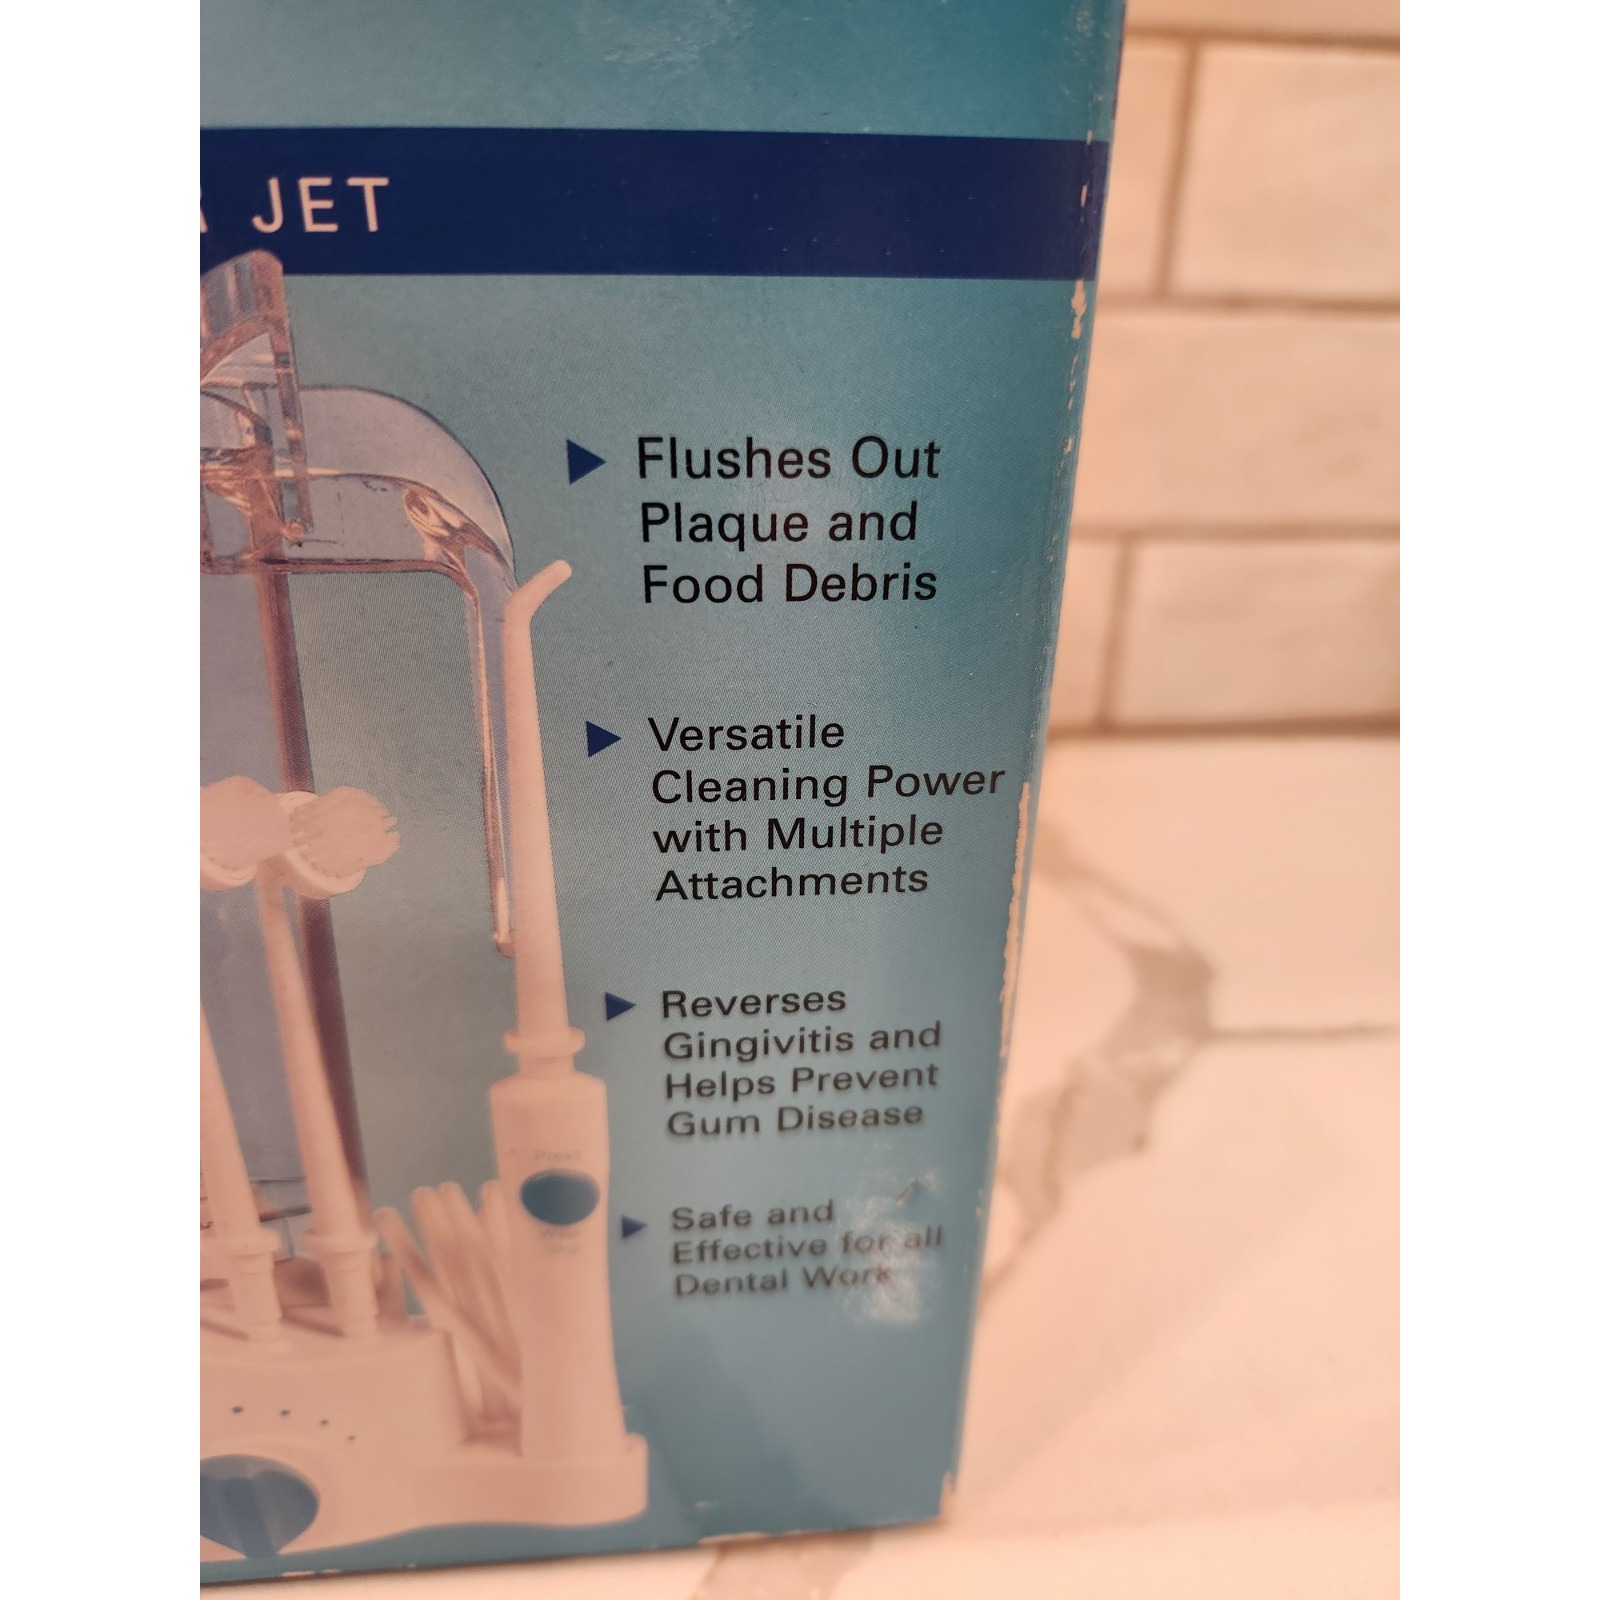 JET
Flushes Out
Plaque and
Food Debris
Versatile
Cleaning Power
with Multiple
Attachments
Reverses
Gingivitis and
Helps Prevent
Gum Disease
Safe and
Effective for all
Dental Work